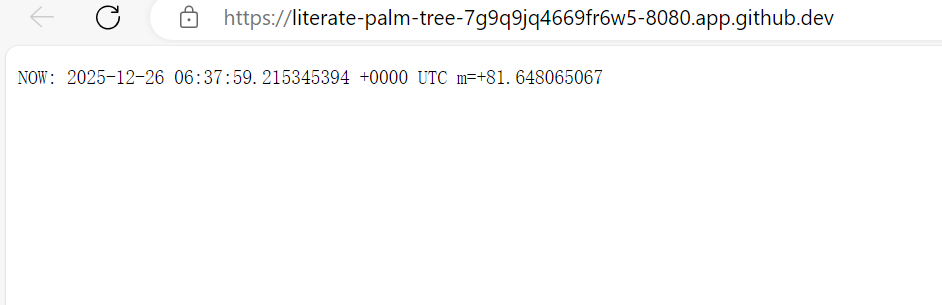 https://literate-palm-tree-7g9q9jq4669fr6w5-8080.app.github.dev
NOW: 2025-12-26 06:37:59.215345394 +0000 UTC m=+81.648065067